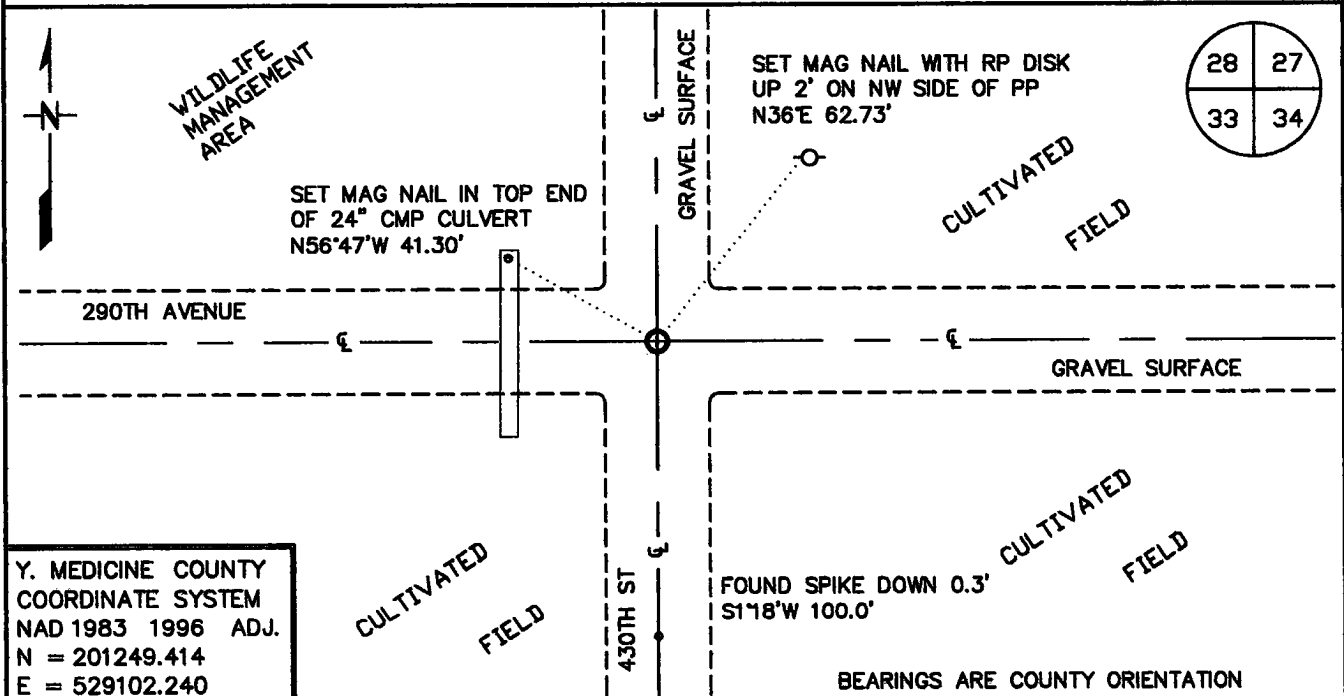 N
WILDLIFE
MANAGEMENT
AREA
SET MAG NAIL IN TOP END
OF 24" CMP CULVERT
N56°47'W 41.30'
GRAVEL SURFACE
SET MAG NAIL WITH RP DISK
UP 2' ON NW SIDE OF PP
N36°E 62.73'
28 27
33 34
CULTIVATED
FIELD
290TH AVENUE
℄
℄
℄
GRAVEL SURFACE
Y. MEDICINE COUNTY
COORDINATE SYSTEM
NAD 1983 1996 ADJ.
N = 201249.414
E = 529102.240
CULTIVATED
FIELD
430TH ST
℄
FOUND SPIKE DOWN 0.3'
S1°18'W 100.0'
CULTIVATED
FIELD
BEARINGS ARE COUNTY ORIENTATION